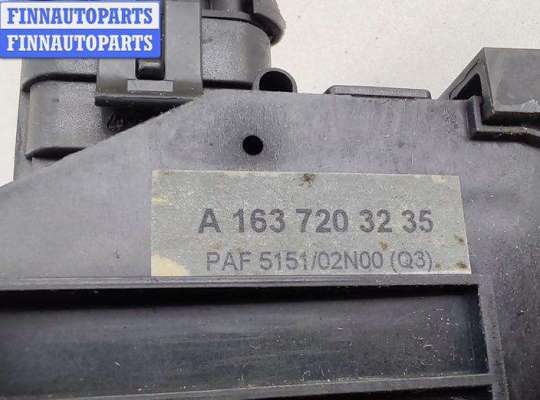 FINNAUTOPARTS
FINNAUTOPARTS
A 163 720 32 35
PAF 5151/02N00 (Q3)